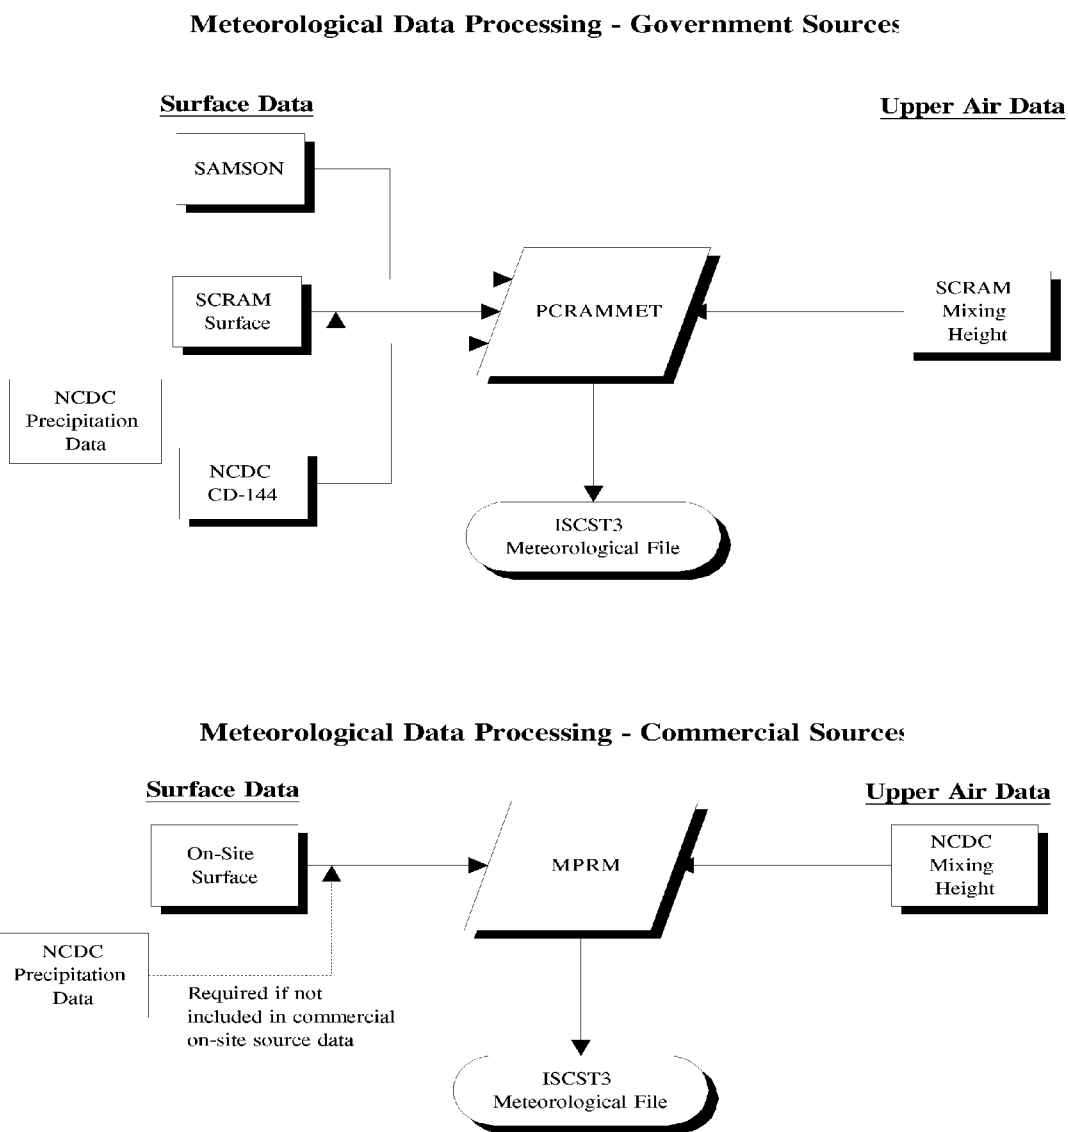 Meteorological Data Processing - Government Sources
Surface Data
Upper Air Data
SAMSON
SCRAM
Surface
PCRAMMET
SCRAM
Mixing
Height
NCDC
Precipitation
Data
NCDC
CD-144
ISCST3
Meteorological File
Meteorological Data Processing - Commercial Sources
Surface Data
Upper Air Data
On-Site
Surface
MPRM
NCDC
Mixing
Height
NCDC
Precipitation
Data
Required if not
included in commercial
on-site source data
ISCST3
Meteorological File